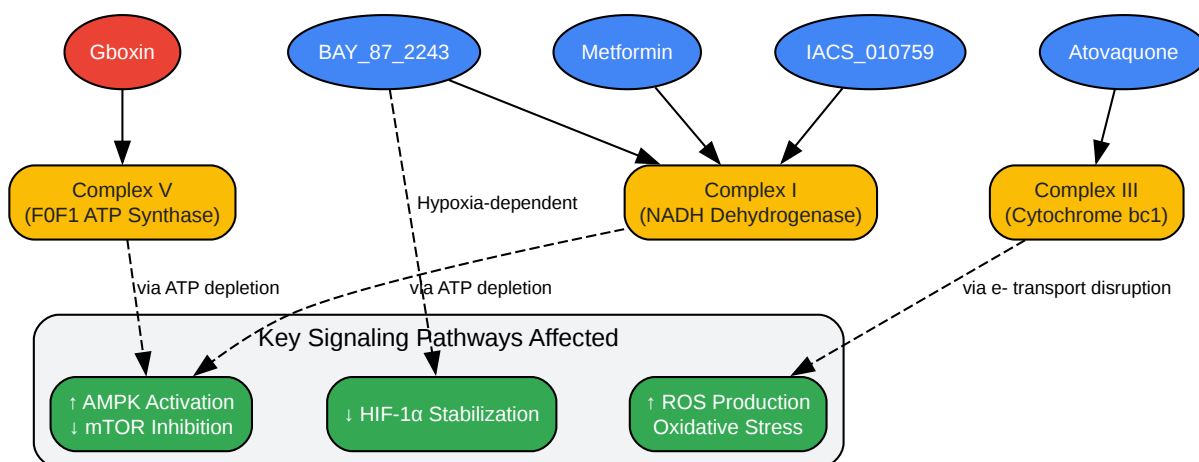 Gboxin
BAY_87_2243
Metformin
IACS_010759
Atovaquone
Complex V
(F0F1 ATP Synthase)
Complex I
(NADH Dehydrogenase)
Complex III
(Cytochrome bc1)
Hypoxia-dependent
via ATP depletion
via ATP depletion
via e- transport disruption
Key Signaling Pathways Affected
↑ AMPK Activation
↓ mTOR Inhibition
↓ HIF-1α Stabilization
↑ ROS Production
Oxidative Stress